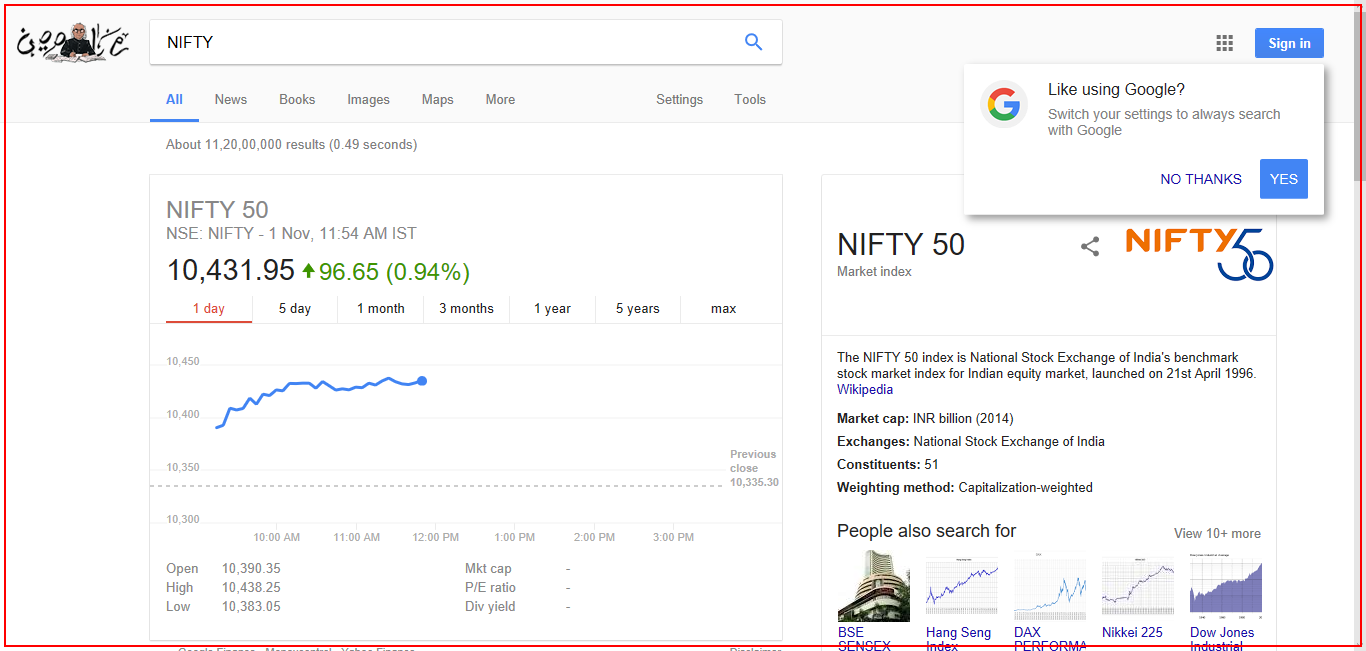 NIFTY
Sign in
All News Books Images Maps More Settings Tools
Like using Google?
Switch your settings to always search
with Google
NO THANKS YES
About 11,20,00,000 results (0.49 seconds)
NIFTY 50
NSE: NIFTY - 1 Nov, 11:54 AM IST
10,431.95 96.65 (0.94%)
1 day 5 day 1 month 3 months 1 year 5 years max
10,450
10,400
10,350
10,300
Previous
close
10,335.30
10:00 AM 11:00 AM 12:00 PM 1:00 PM 2:00 PM 3:00 PM
Open 10,390.35 Mkt cap -
High 10,438.25 P/E ratio -
Low 10,383.05 Div yield -
Google Finance - Moneycontrol - Yahoo Finance Disclaimer
NIFTY 50
Market index
NIFTY 50
The NIFTY 50 index is National Stock Exchange of India's benchmark
stock market index for Indian equity market, launched on 21st April 1996.
Wikipedia
Market cap: INR billion (2014)
Exchanges: National Stock Exchange of India
Constituents: 51
Weighting method: Capitalization-weighted
People also search for View 10+ more
BSE
SENSEX
Hang Seng
Index
DAX
PERFORMA
Nikkei 225
Dow Jones
Industrial